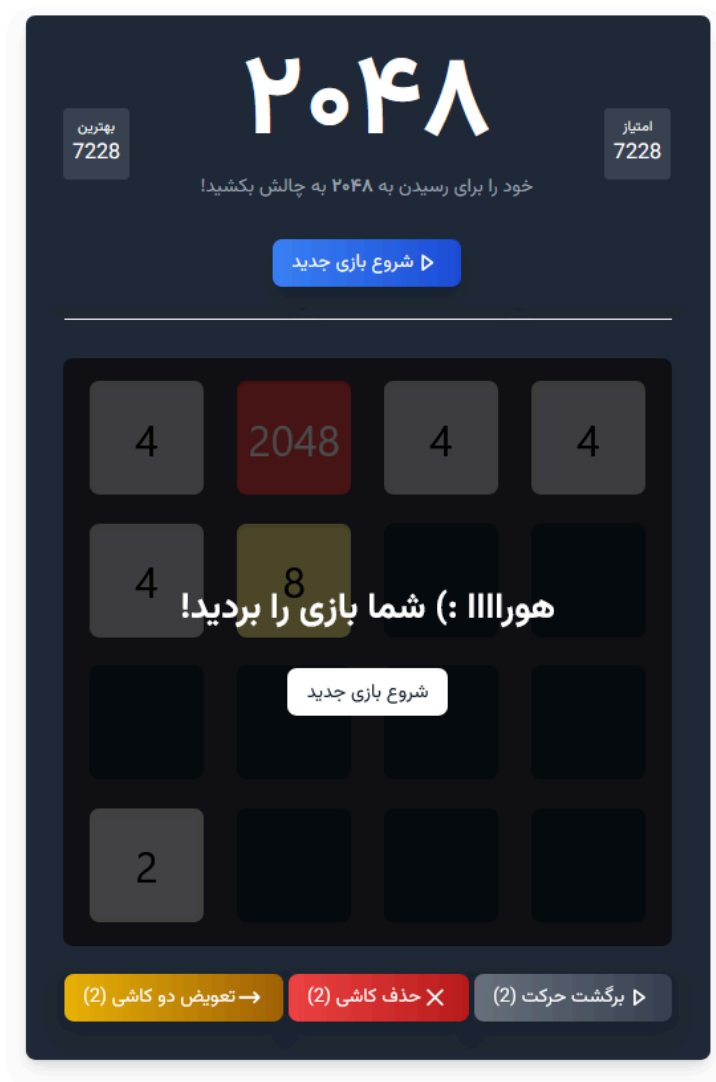 ۲۰۴۸
امتیاز
7228
بهترین
7228
خود را برای رسیدن به ۲۰۴۸ به چالش بکشید!
شروع بازی جدید
4 2048 4 4
4 8
هوراااا :) شما بازی را بردید!
شروع بازی جدید
2
برگشت حرکت (2)
حذف کاشی (2)
تعویض دو کاشی (2)